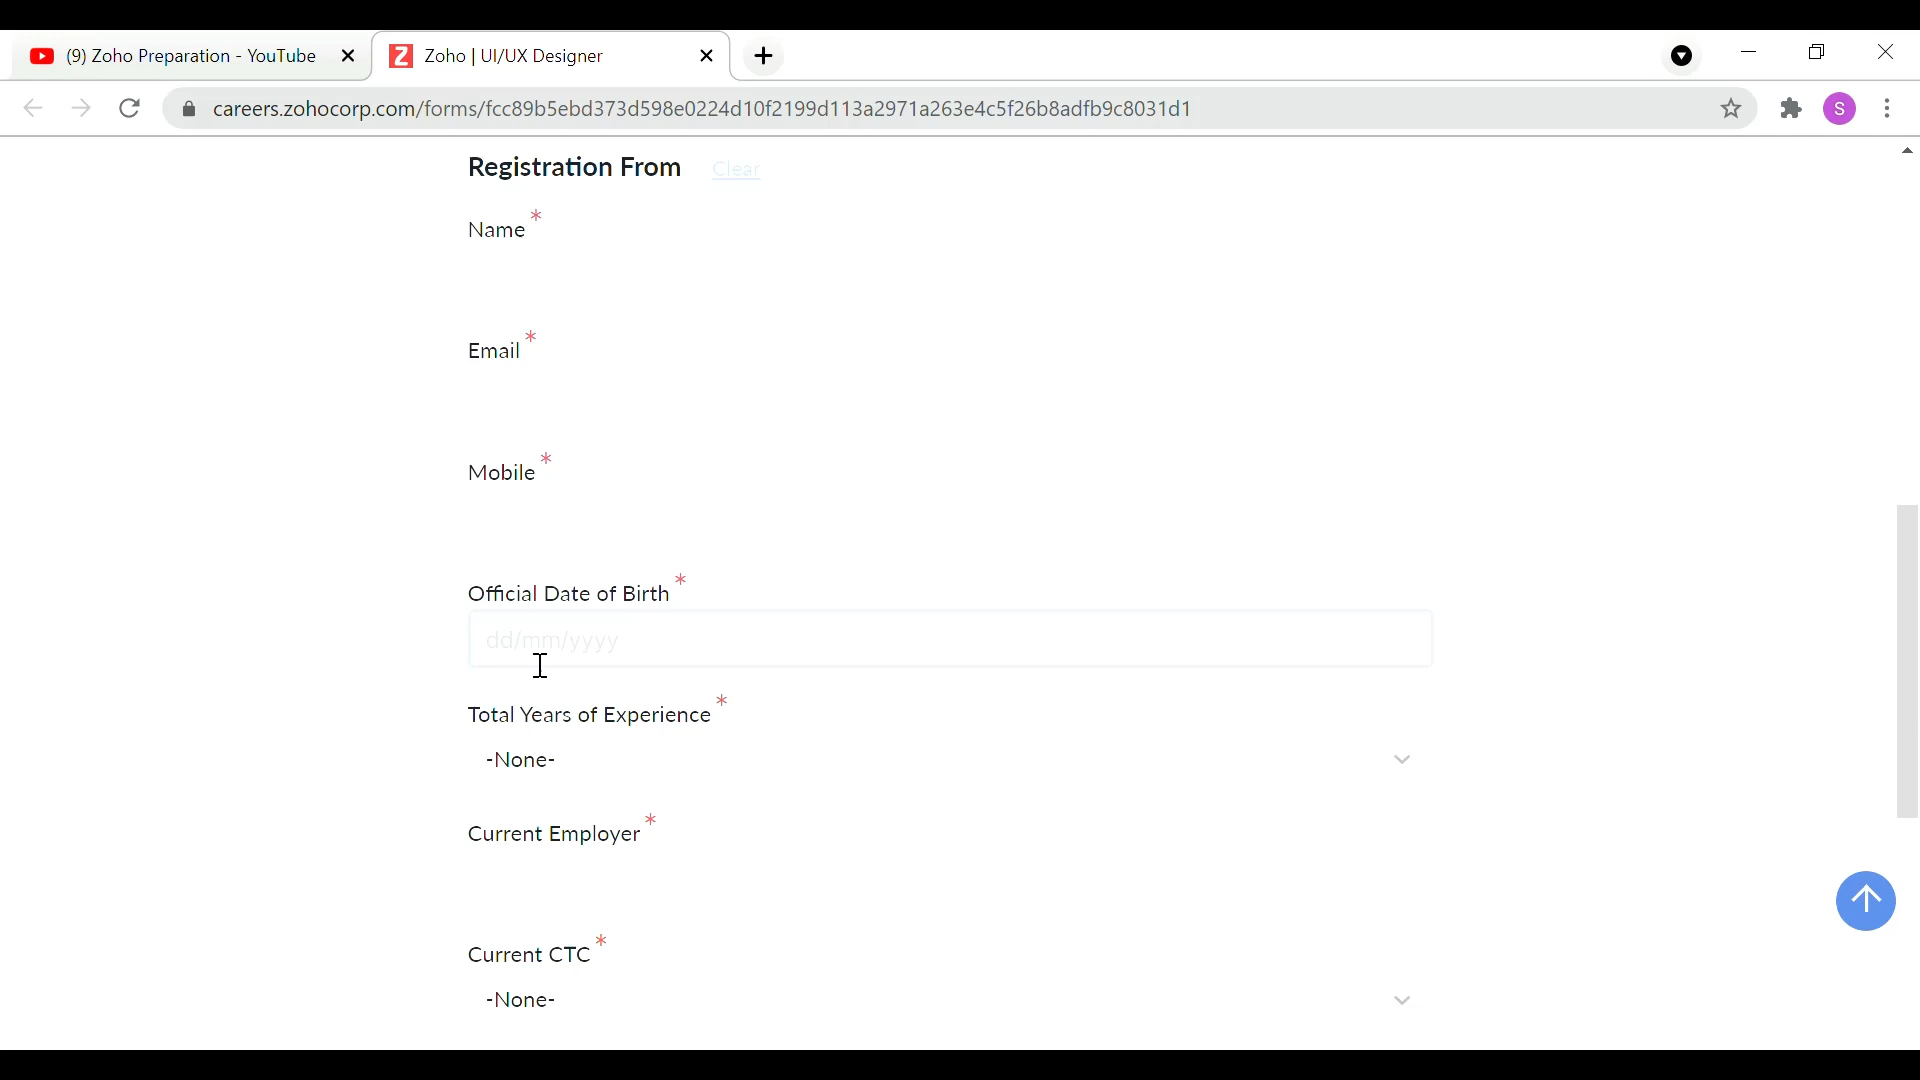 (9) Zoho Preparation - YouTube
Zoho | UI/UX Designer
careers.zohocorp.com/forms/fcc89b5ebd373d598e0224d10f2199d113a2971a263e4c5f26b8adfb9c8031d1
S
Registration From Clear
Name *
Email *
Mobile *
Official Date of Birth *
dd/mm/yyyy
Total Years of Experience *
-None-
Current Employer *
Current CTC *
-None-